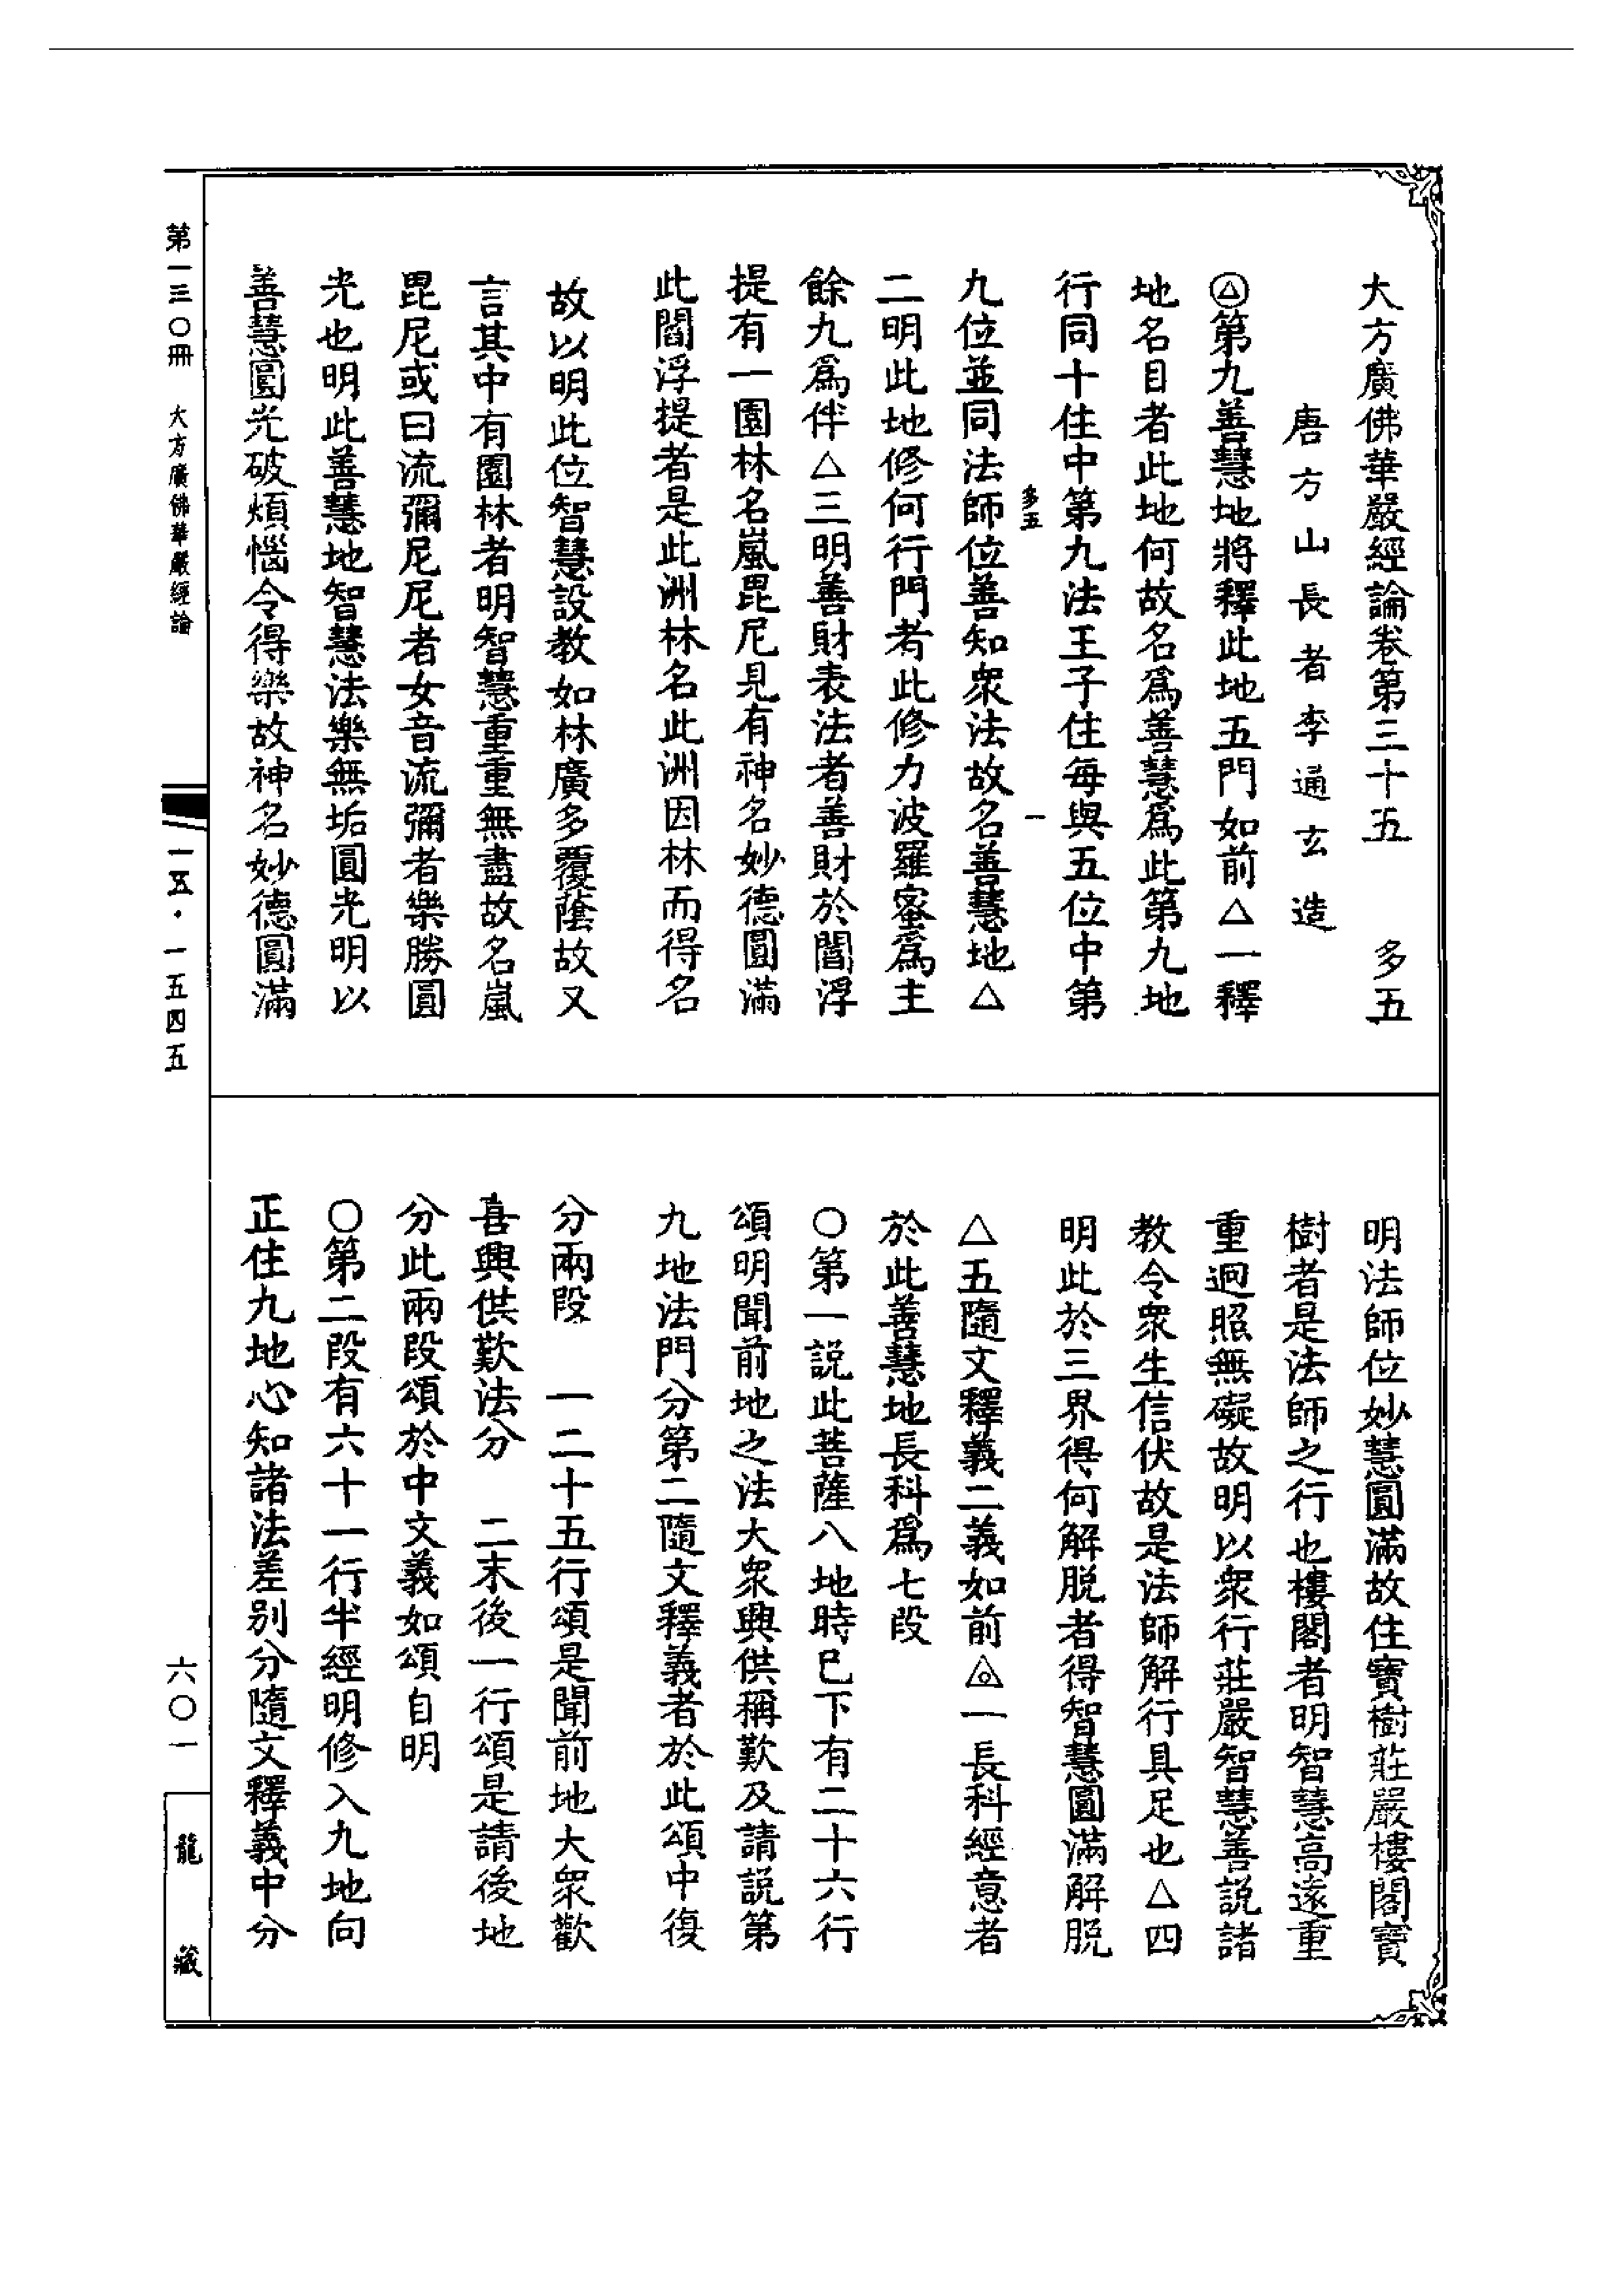 大方廣佛華嚴經論卷第三十五　多五
唐方山長者李通玄造
第九善慧地將釋此地五門如前△一釋
地名目者此地何故名爲善慧爲此第九地
行同十住中第九法王子住每與五位中第
多五　一
九位並同法師位善知衆法故名善慧地△
二明此地修何行門者此修力波羅蜜爲主
餘九爲伴△三明善財表法者善財於閻浮
提有一園林名嵐毘尼見有神名妙德圓滿
此閻浮提者是此洲林名此洲因林而得名
故以明此位智慧設教如林廣多覆蔭故又
言其中有園林者明智慧重重無盡故名嵐
毘尼或曰流彌尼尼者女音流彌者樂勝圓
光也明此善慧地智慧法樂無垢圓光明以
善慧圓光破煩惱令得樂故神名妙德圓滿
明法師位妙慧圓滿故住寶樹莊嚴樓閣寶
樹者是法師之行也樓閣者明智慧高遠重
重迥照無礙故明以衆行莊嚴智慧善說諸
教令衆生信伏故是法師解行具足也△四
明此於三界得何解脫者得智慧圓滿解脫
△五隨文釋義二義如前一長科經意者
於此善慧地長科爲七段
○第一說此菩薩八地時已下有二十六行
頌明聞前地之法大衆興供稱歎及請說第
九地法門分第二隨文釋義者於此頌中復
分兩段　一二十五行頌是聞前地大衆歡
喜興供歎法分　二末後一行頌是請後地
分此兩段頌於中文義如頌自明
○第二段有六十一行半經明修入九地向
正住九地心知諸法差别分隨文釋義中分
第一三〇冊　大方廣佛華嚴經論
一五・一五四五
六〇一
龍藏